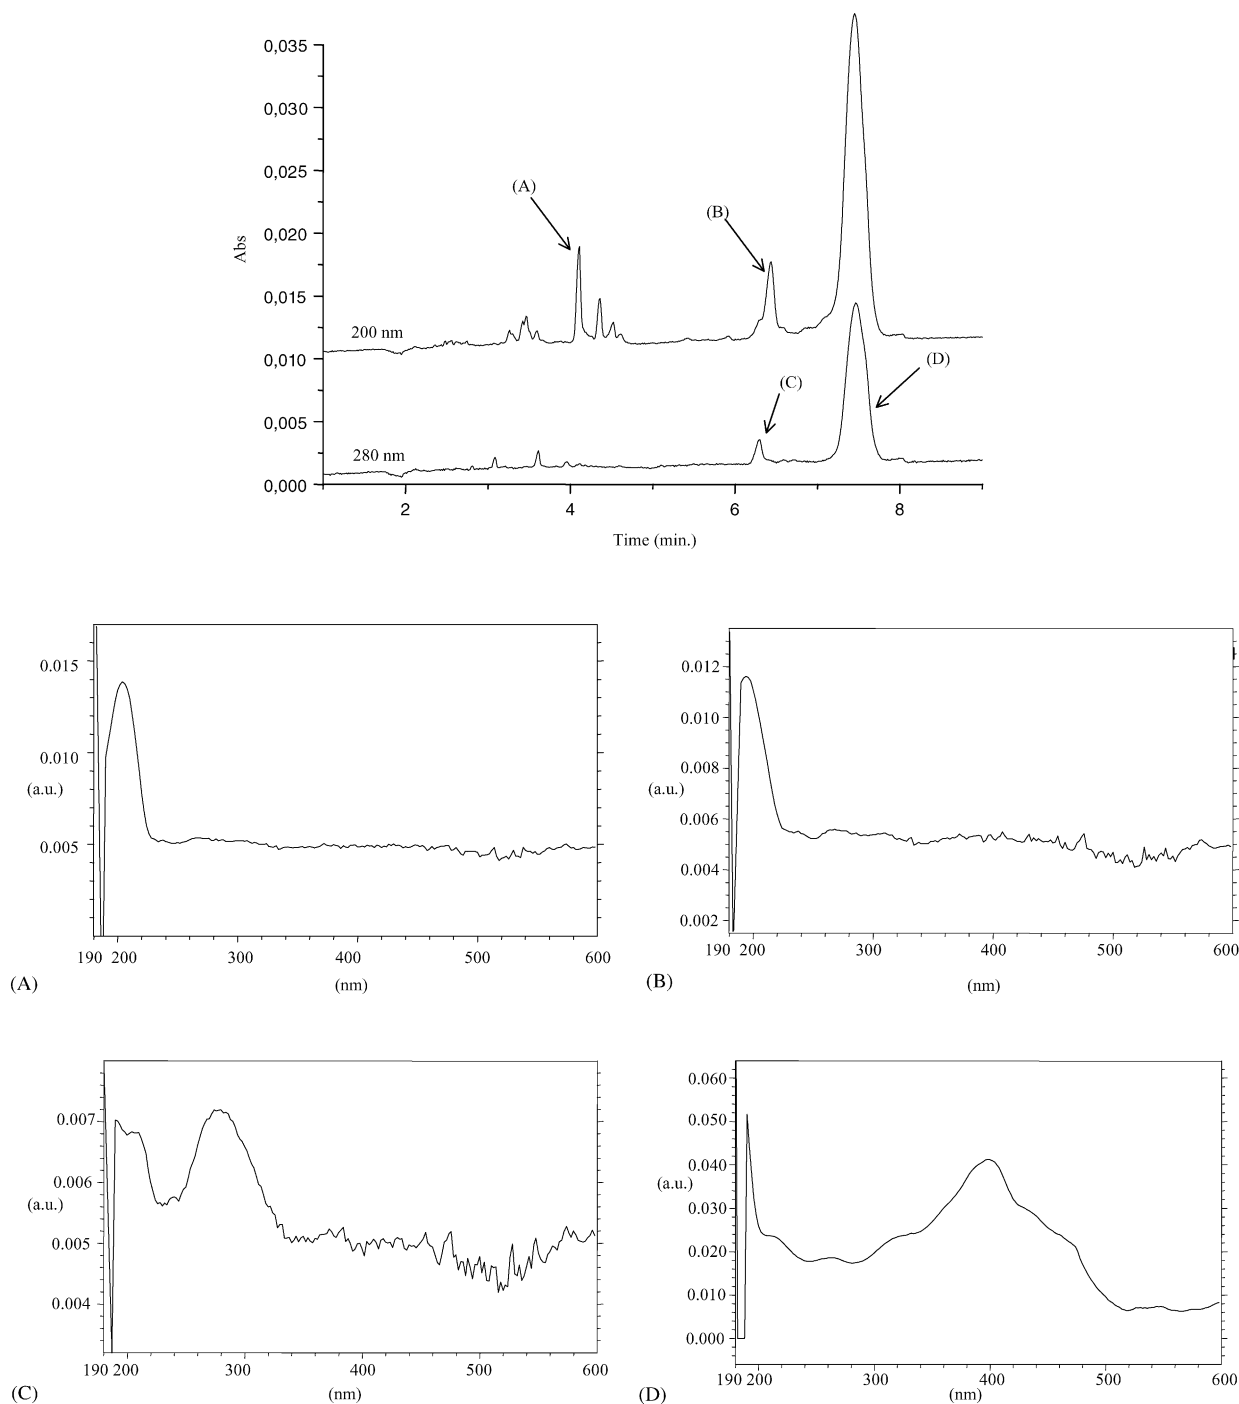 0,035
0,030
0,025
0,020
0,015
0,010
0,005
0,000
Abs
(A)
(B)
(C)
(D)
200 nm
280 nm
2 4 6 8
Time (min.)
0.015
0.010
(a.u.)
0.005
190 200 300 400 500 600
(A)
(nm)
0.012
0.010
0.008
(a.u.)
0.006
0.004
0.002
190 200 300 400 500 600
(B)
(nm)
0.007
0.006
(a.u.)
0.005
0.004
190 200 300 400 500 600
(C)
(nm)
0.060
0.050
0.040
(a.u.)
0.030
0.020
0.010
0.000
190 200 300 400 500 600
(D)
(nm)